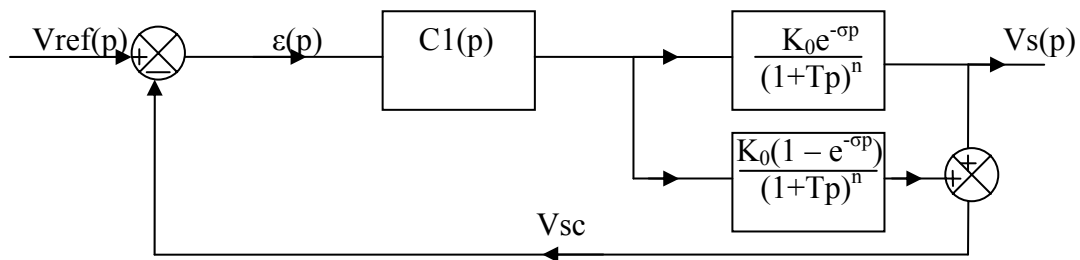 Vref(p)
+
−
ε(p)
C1(p)
K₀e^-σp
(1+Tp)^n
Vs(p)
K₀(1 – e^-σp)
(1+Tp)^n
+
+
Vsc